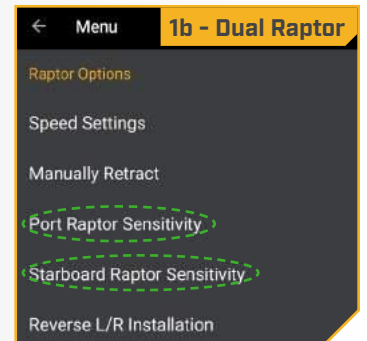 ← Menu
1b - Dual Raptor
Raptor Options
Speed Settings
Manually Retract
Port Raptor Sensitivity
Starboard Raptor Sensitivity
Reverse L/R Installation